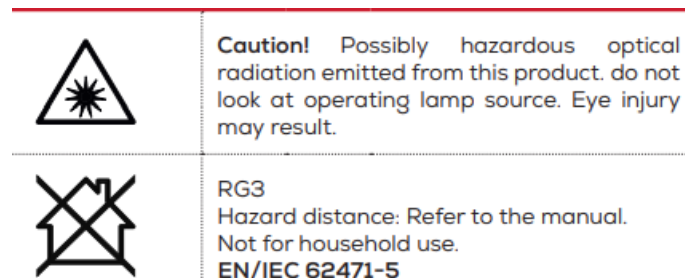 Caution! Possibly hazardous optical
radiation emitted from this product. do not
look at operating lamp source. Eye injury
may result.
RG3
Hazard distance: Refer to the manual.
Not for household use.
EN/IEC 62471-5